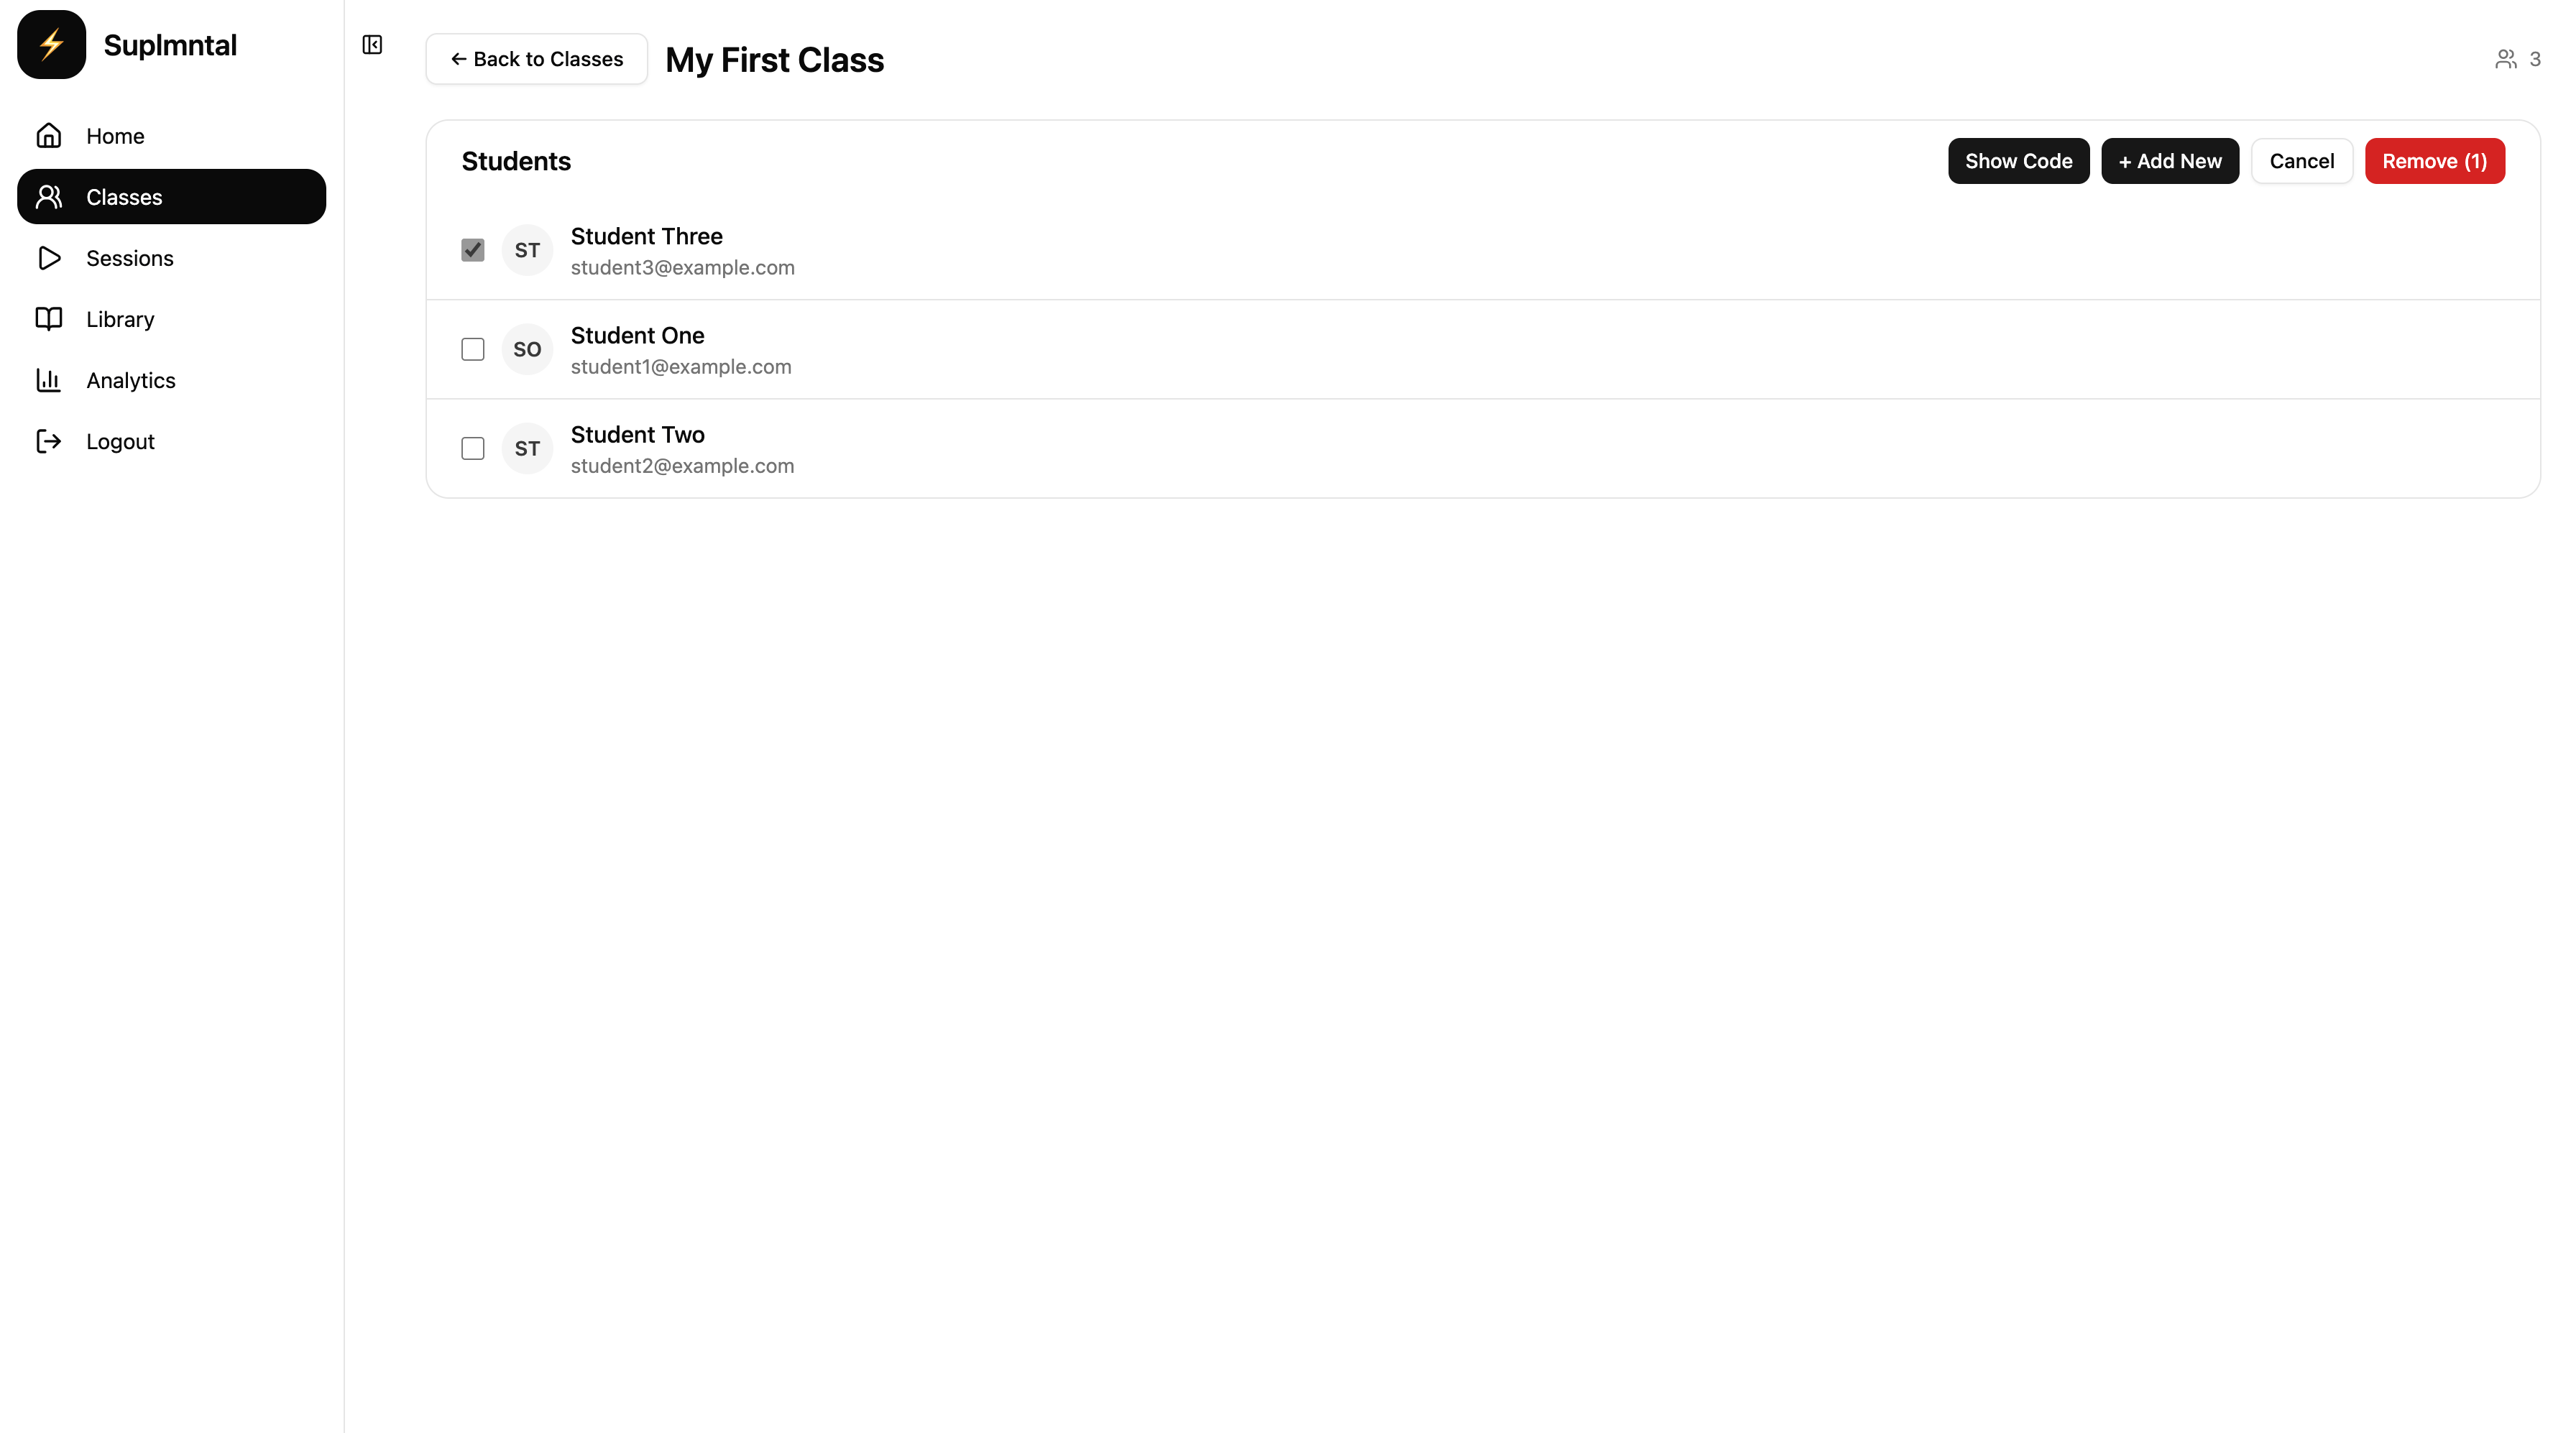 Suplmntal
Home
Classes
Sessions
Library
Analytics
Logout
← Back to Classes
My First Class
3
Students
Show Code
+ Add New
Cancel
Remove (1)
ST
Student Three
student3@example.com
SO
Student One
student1@example.com
ST
Student Two
student2@example.com